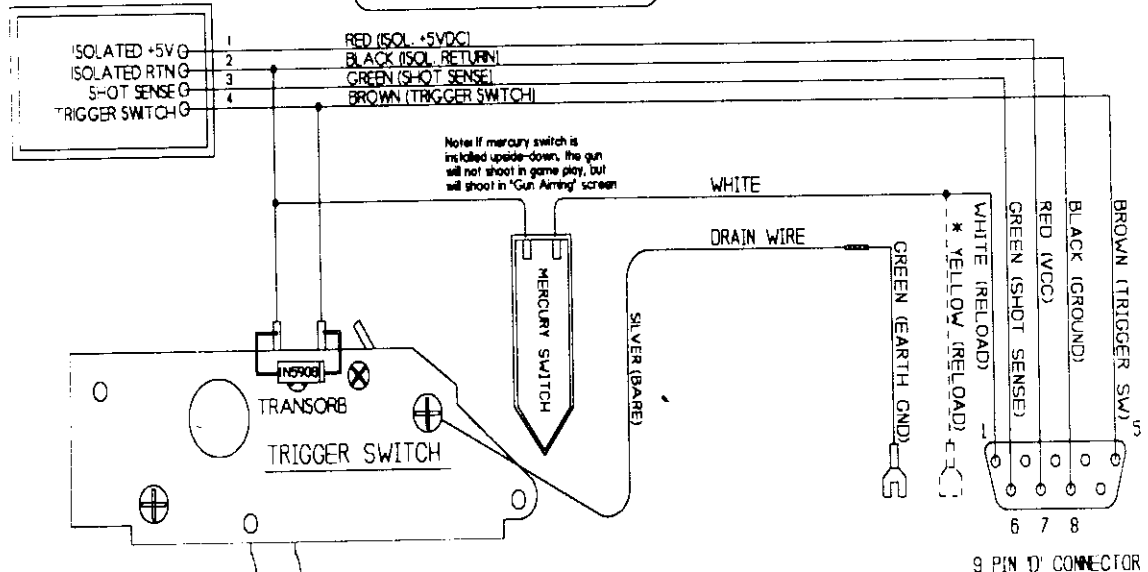 ISOLATED +5V
ISOLATED RTN
SHOT SENSE
TRIGGER SWITCH
1
2
3
4
RED (ISOL. +5VDC)
BLACK (ISOL. RETURN)
GREEN (SHOT SENSE)
BROWN (TRIGGER SWITCH)
Note: If mercury switch is
installed upside-down, the gun
will not shoot in game play, but
will shoot in "Gun Aiming" screen
WHITE
DRAIN WIRE
MERCURY SWITCH
SILVER (BARE)
GREEN (EARTH GND)
* YELLOW (RELOAD)
WHITE (RELOAD)
GREEN (SHOT SENSE)
RED (VCC)
BLACK (GROUND)
BROWN (TRIGGER SW)
1N5908
TRANSORB
TRIGGER SWITCH
1
5
6 7 8
9 PIN 'D' CONNECTOR